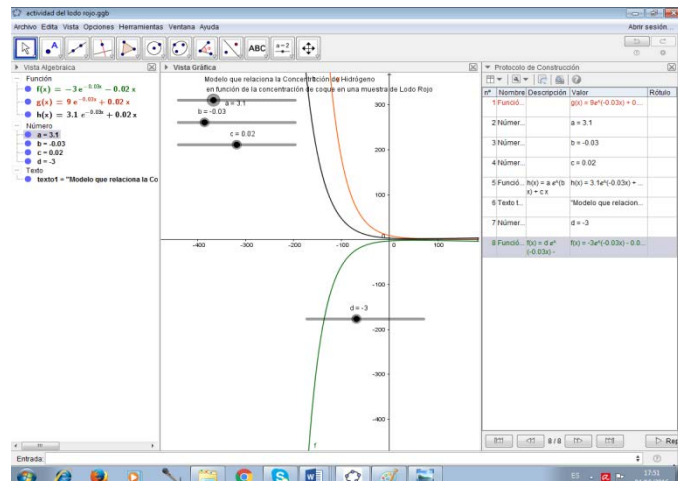 actividad del lodo rojo.ggb
Archivo Edita Vista Opciones Herramientas Ventana Ayuda
Abrir sesión...
ABC
a=2
Vista Algebraica
Función
f(x) = −3 e^−0.03x − 0.02 x
g(x) = 9 e^−0.03x + 0.02 x
h(x) = 3.1 e^−0.03x + 0.02 x
Número
a = 3.1
b = -0.03
c = 0.02
d = -3
Texto
texto1 = "Modelo que relaciona la Co
Vista Gráfica
Modelo que relaciona la Concentración de Hidrógeno
en función de la concentración de coque en una muestra de Lodo Rojo
a = 3.1
b = -0.03
c = 0.02
300
200
100
-400 -300 -200 -100 0 100
-100
d = -3
-200
-300
-400
f
Protocolo de Construcción
nº Nombre Descripción Valor Rótulo
1 Funció... g(x) = 9e^(-0.03x) + 0...
2 Númer... a = 3.1
3 Númer... b = -0.03
4 Númer... c = 0.02
5 Funció... h(x) = a e^(b x) + c x h(x) = 3.1e^(-0.03x) + ...
6 Texto t... "Modelo que relacion...
7 Númer... d = -3
8 Funció... f(x) = d e^(-0.03x) - f(x) = -3e^(-0.03x) - 0.0...
8 / 8
Rep
Entrada:
ES
17:51